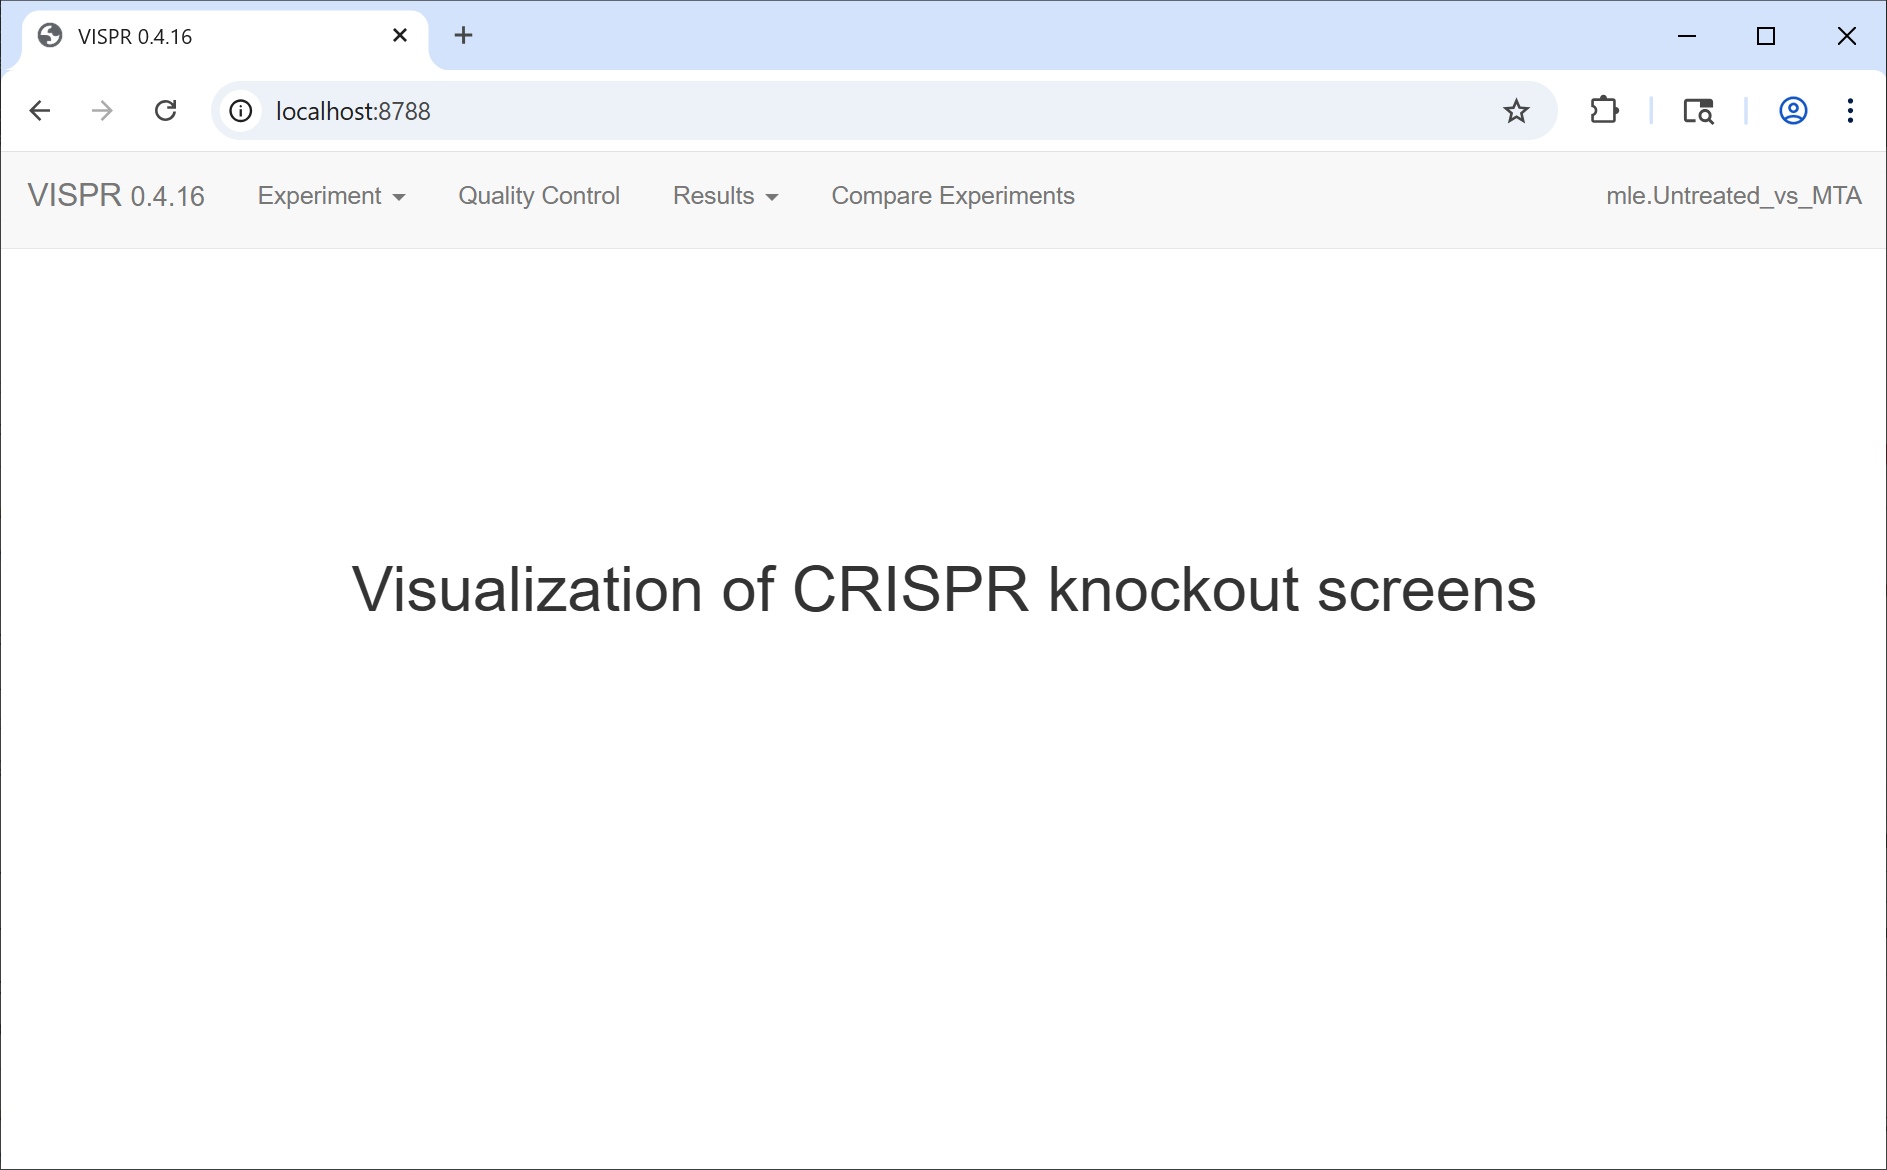 VISPR 0.4.16
localhost:8788
VISPR 0.4.16 Experiment Quality Control Results Compare Experiments mle.Untreated_vs_MTA
Visualization of CRISPR knockout screens